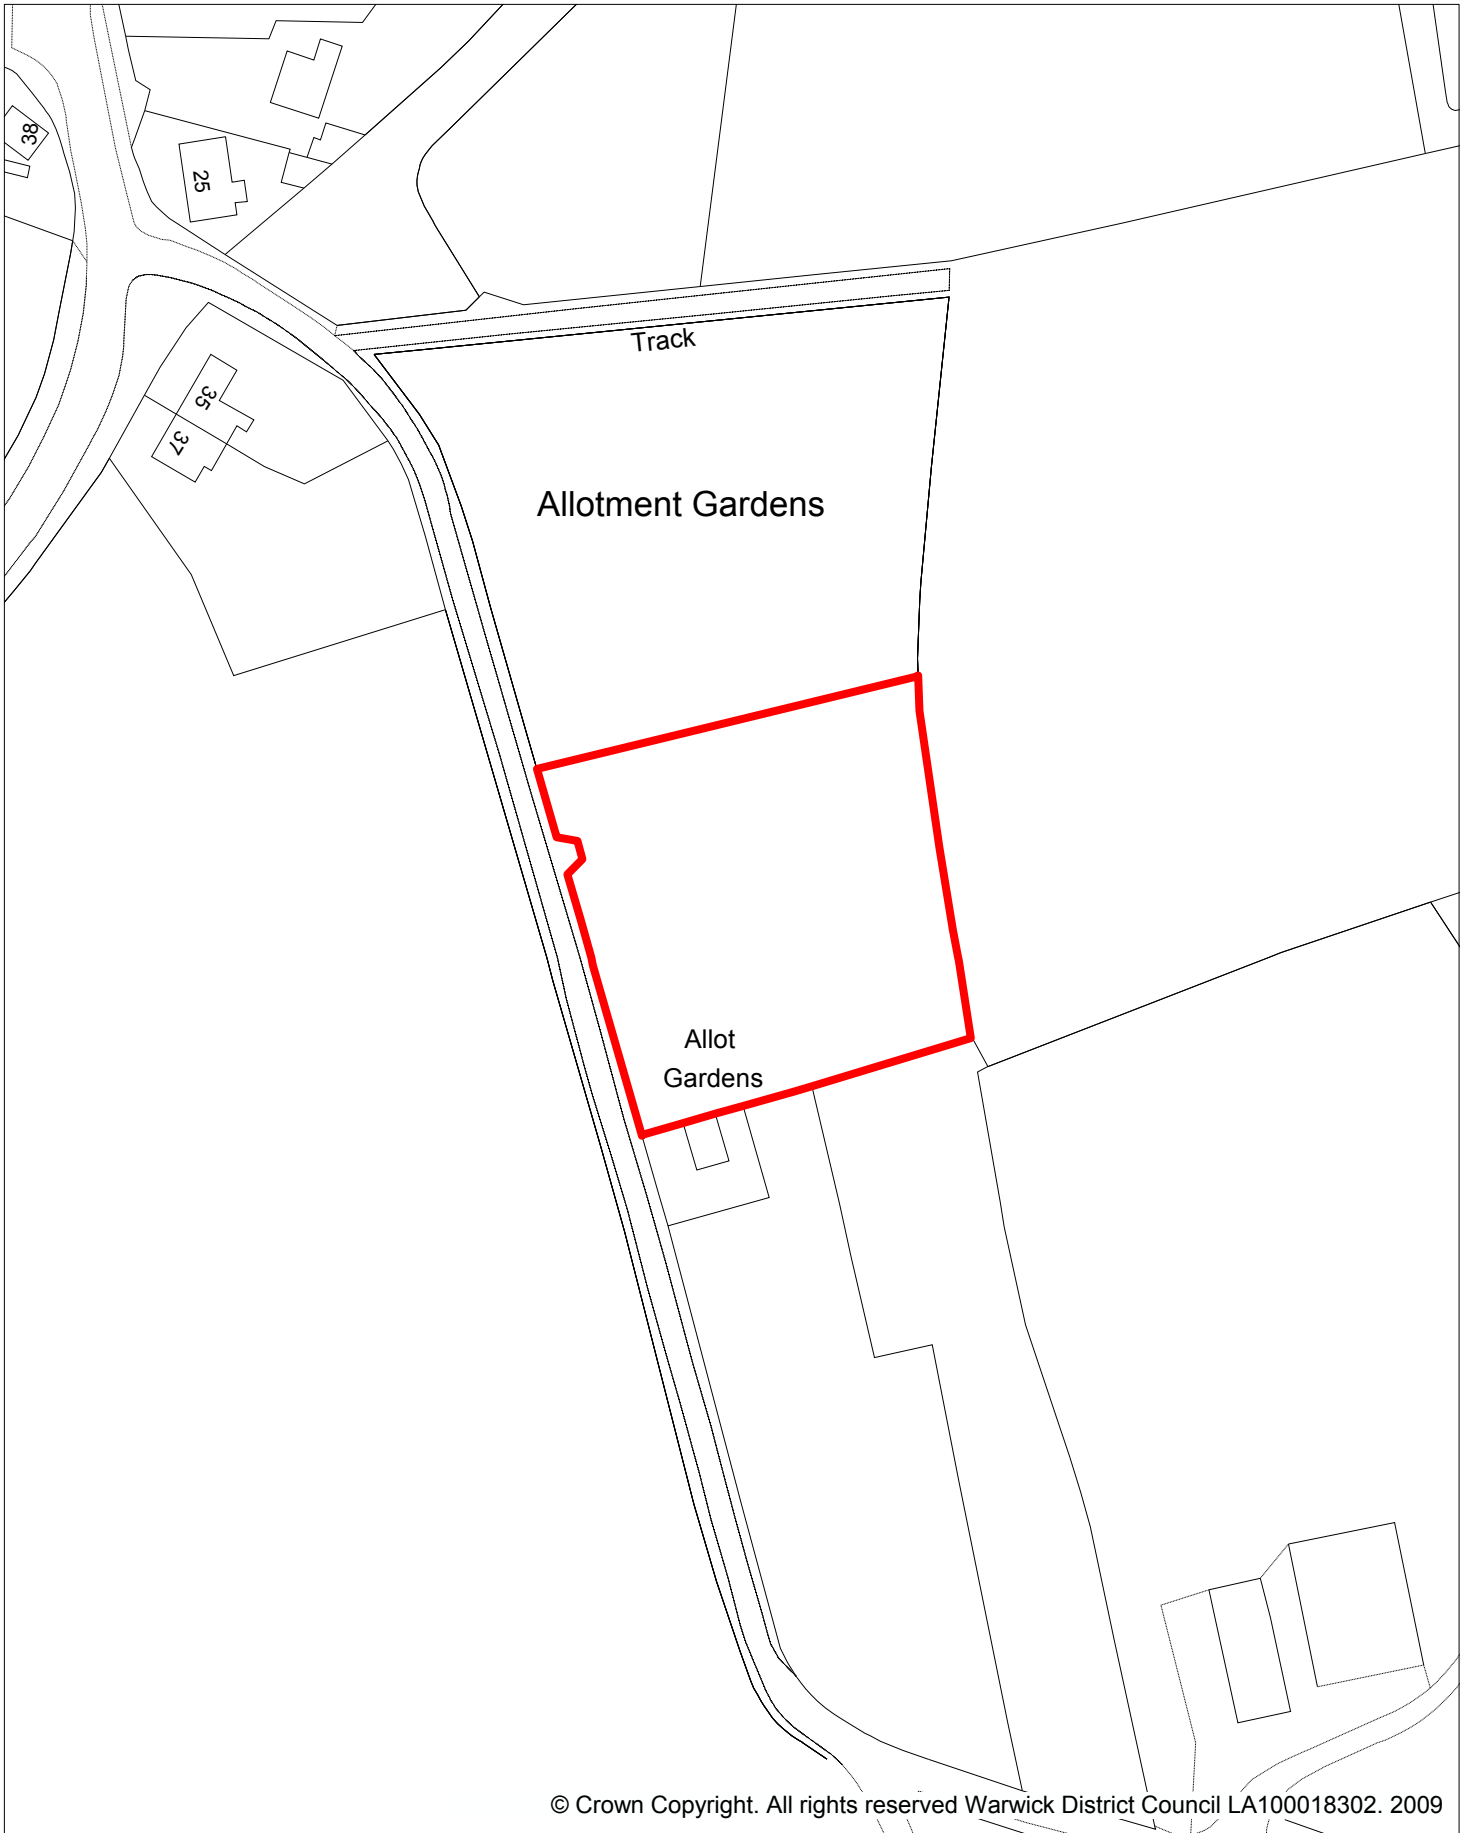 38
25
Track
35
37
Allotment Gardens
Allot
Gardens
© Crown Copyright. All rights reserved Warwick District Council LA100018302. 2009